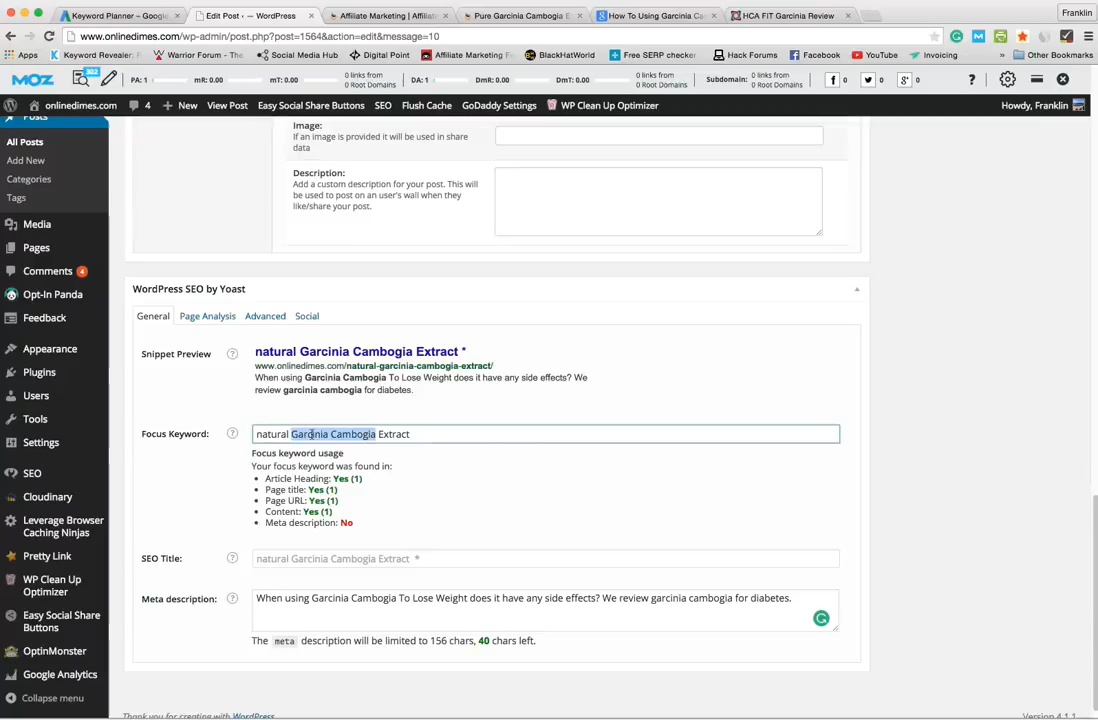 Keyword Planner – Google
Edit Post ‹ — WordPress
Affiliate Marketing | Affiliat
Pure Garcinia Cambogia E
How To Using Garcinia Ca
HCA FIT Garcinia Review
Franklin
www.onlinedimes.com/wp-admin/post.php?post=1564&action=edit&message=10
Apps
Keyword Revealer:
Warrior Forum - The
Social Media Hub
Digital Point
Affiliate Marketing F
BlackHatWorld
Free SERP checker
Hack Forums
Facebook
YouTube
Invoicing
Other Bookmarks
MOZ
302
PA: 1
mR: 0.00
mT: 0.00
0 links from
0 Root Domains
DA: 1
DmR: 0.00
DmT: 0.00
0 links from
0 Root Domains
Subdomain:
0 links from
0 Root Domains
f 0
0
g+ 0
?
onlinedimes.com
4
+ New
View Post
Easy Social Share Buttons
SEO
Flush Cache
GoDaddy Settings
WP Clean Up Optimizer
Howdy, Franklin
Posts
All Posts
Add New
Categories
Tags
Media
Pages
Comments 4
Opt-In Panda
Feedback
Appearance
Plugins
Users
Tools
Settings
SEO
Cloudinary
Leverage Browser
Caching Ninjas
Pretty Link
WP Clean Up
Optimizer
Easy Social Share
Buttons
OptinMonster
Google Analytics
Collapse menu
Image:
If an image is provided it will be used in share
data
Description:
Add a custom description for your post. This will
be used to post on an user's wall when they
like/share your post.
WordPress SEO by Yoast
General
Page Analysis
Advanced
Social
Snippet Preview
?
natural Garcinia Cambogia Extract *
www.onlinedimes.com/natural-garcinia-cambogia-extract/
When using Garcinia Cambogia To Lose Weight does it have any side effects? We
review garcinia cambogia for diabetes.
Focus Keyword:
?
natural Garcinia Cambogia Extract
Focus keyword usage
Your focus keyword was found in:
• Article Heading: Yes (1)
• Page title: Yes (1)
• Page URL: Yes (1)
• Content: Yes (1)
• Meta description: No
SEO Title:
?
natural Garcinia Cambogia Extract *
Meta description:
?
When using Garcinia Cambogia To Lose Weight does it have any side effects? We review garcinia cambogia for diabetes.
The meta description will be limited to 156 chars, 40 chars left.
Thank you for creating with WordPress.
Version 4.1.1